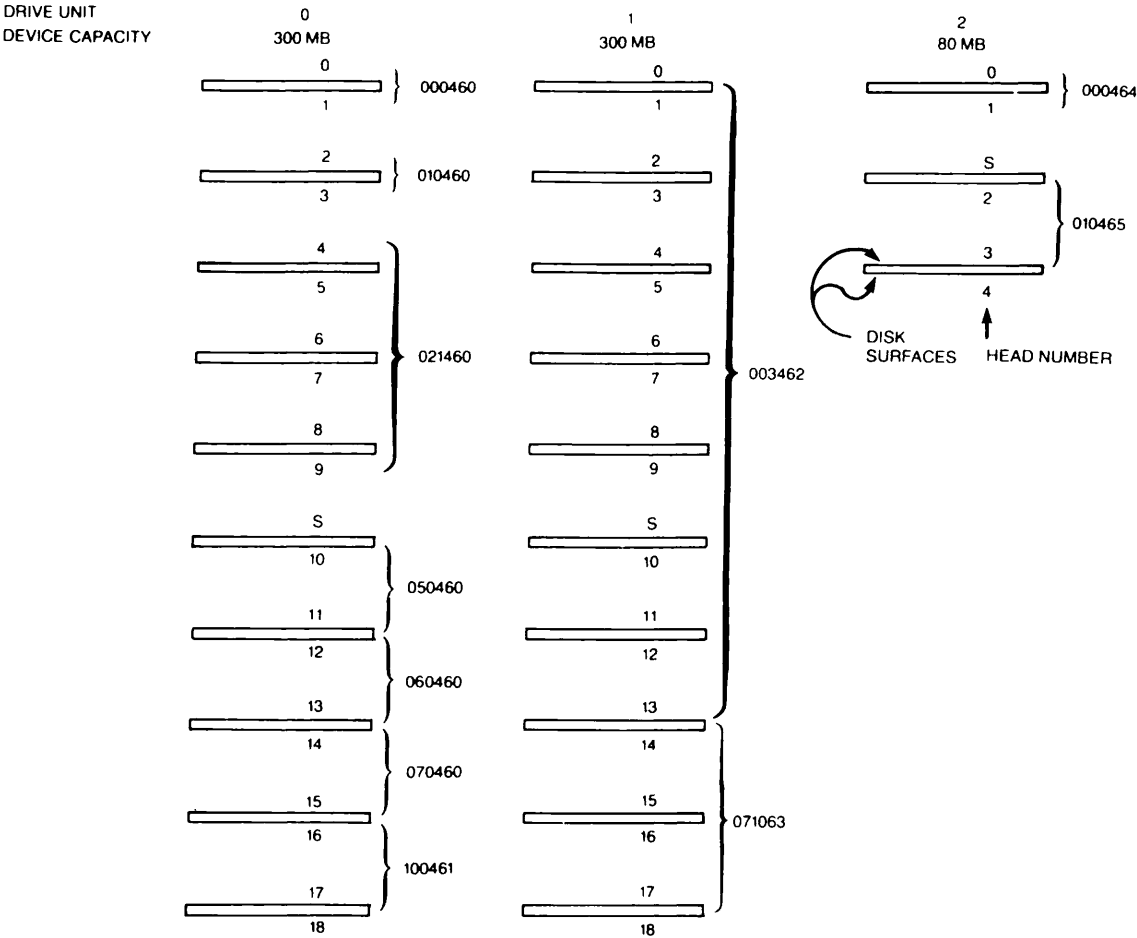 DRIVE UNIT 0 1 2
DEVICE CAPACITY 300 MB 300 MB 80 MB
0 0 0
000460 000464
1 1 1
2 2 S
010460
3 3 2
010465
4 4 3
5 5 4
DISK
SURFACES HEAD NUMBER
6 6
021460
7 7
003462
8 8
9 9
S S
10 10
050460
11 11
12 12
060460
13 13
14 14
070460
15 15
071063
16 16
100461
17 17
18 18